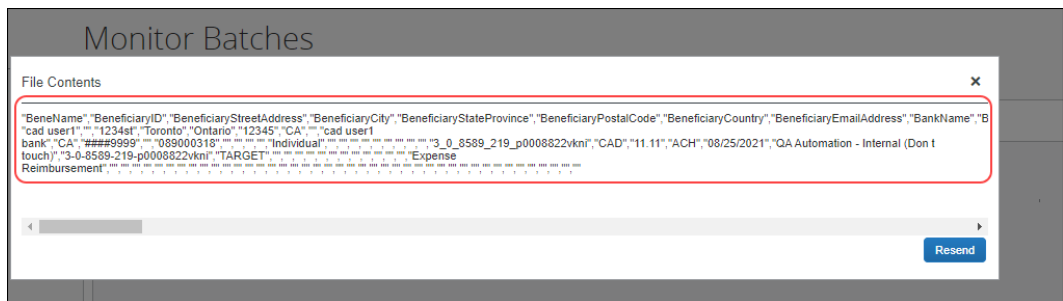 Monitor Batches
File Contents
×
"BeneName","BeneficiaryID","BeneficiaryStreetAddress","BeneficiaryCity","BeneficiaryStateProvince","BeneficiaryPostalCode","BeneficiaryCountry","BeneficiaryEmailAddress","BankName","B
"cad user1","","1234st","Toronto","Ontario","12345","CA","","cad user1
bank","CA","####9999","","089000318","","","","Individual","","","","","","","3_0_8589_219_p0008822vkni","CAD","11.11","ACH","08/25/2021","QA Automation - Internal (Don t
touch)","3-0-8589-219-p0008822vkni","TARGET","","","","","","","","","","","","Expense
Reimbursement","","","","","","","","","","","","","","","","","","","","","","","","","","","","","","","","","","","",""
Resend